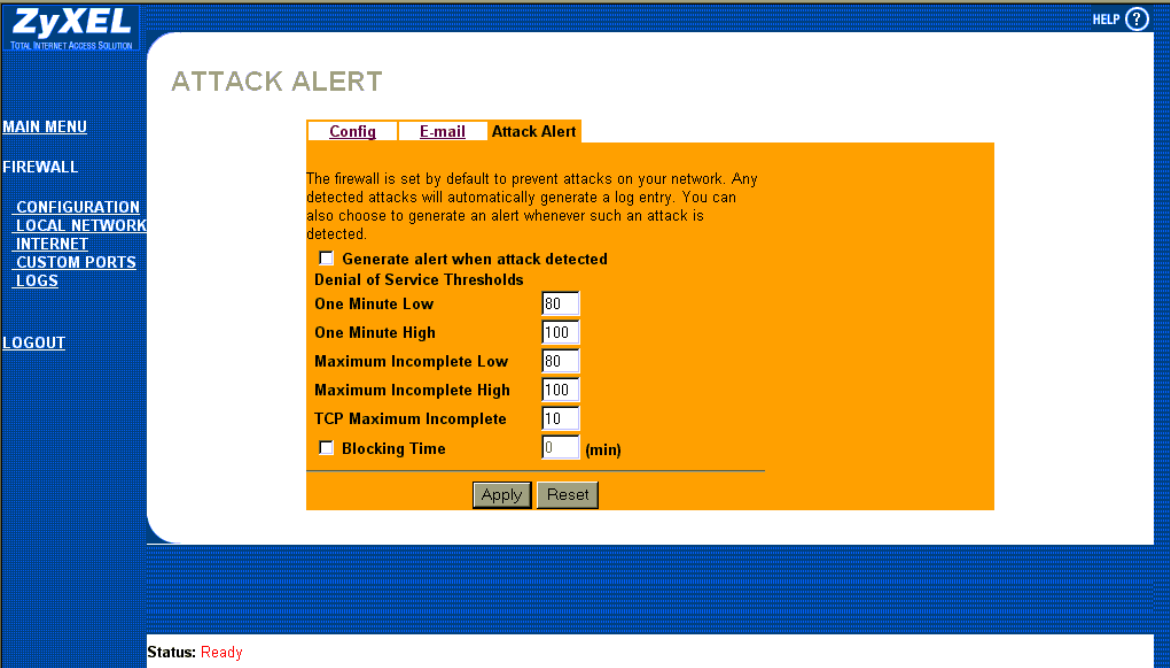 ZyXEL
TOTAL INTERNET ACCESS SOLUTION
HELP ?
ATTACK ALERT
MAIN MENU
FIREWALL
CONFIGURATION
LOCAL NETWORK
INTERNET
CUSTOM PORTS
LOGS
LOGOUT
Config E-mail Attack Alert
The firewall is set by default to prevent attacks on your network. Any
detected attacks will automatically generate a log entry. You can
also choose to generate an alert whenever such an attack is
detected.
Generate alert when attack detected
Denial of Service Thresholds
One Minute Low 80
One Minute High 100
Maximum Incomplete Low 80
Maximum Incomplete High 100
TCP Maximum Incomplete 10
Blocking Time 0 (min)
Apply Reset
Status: Ready